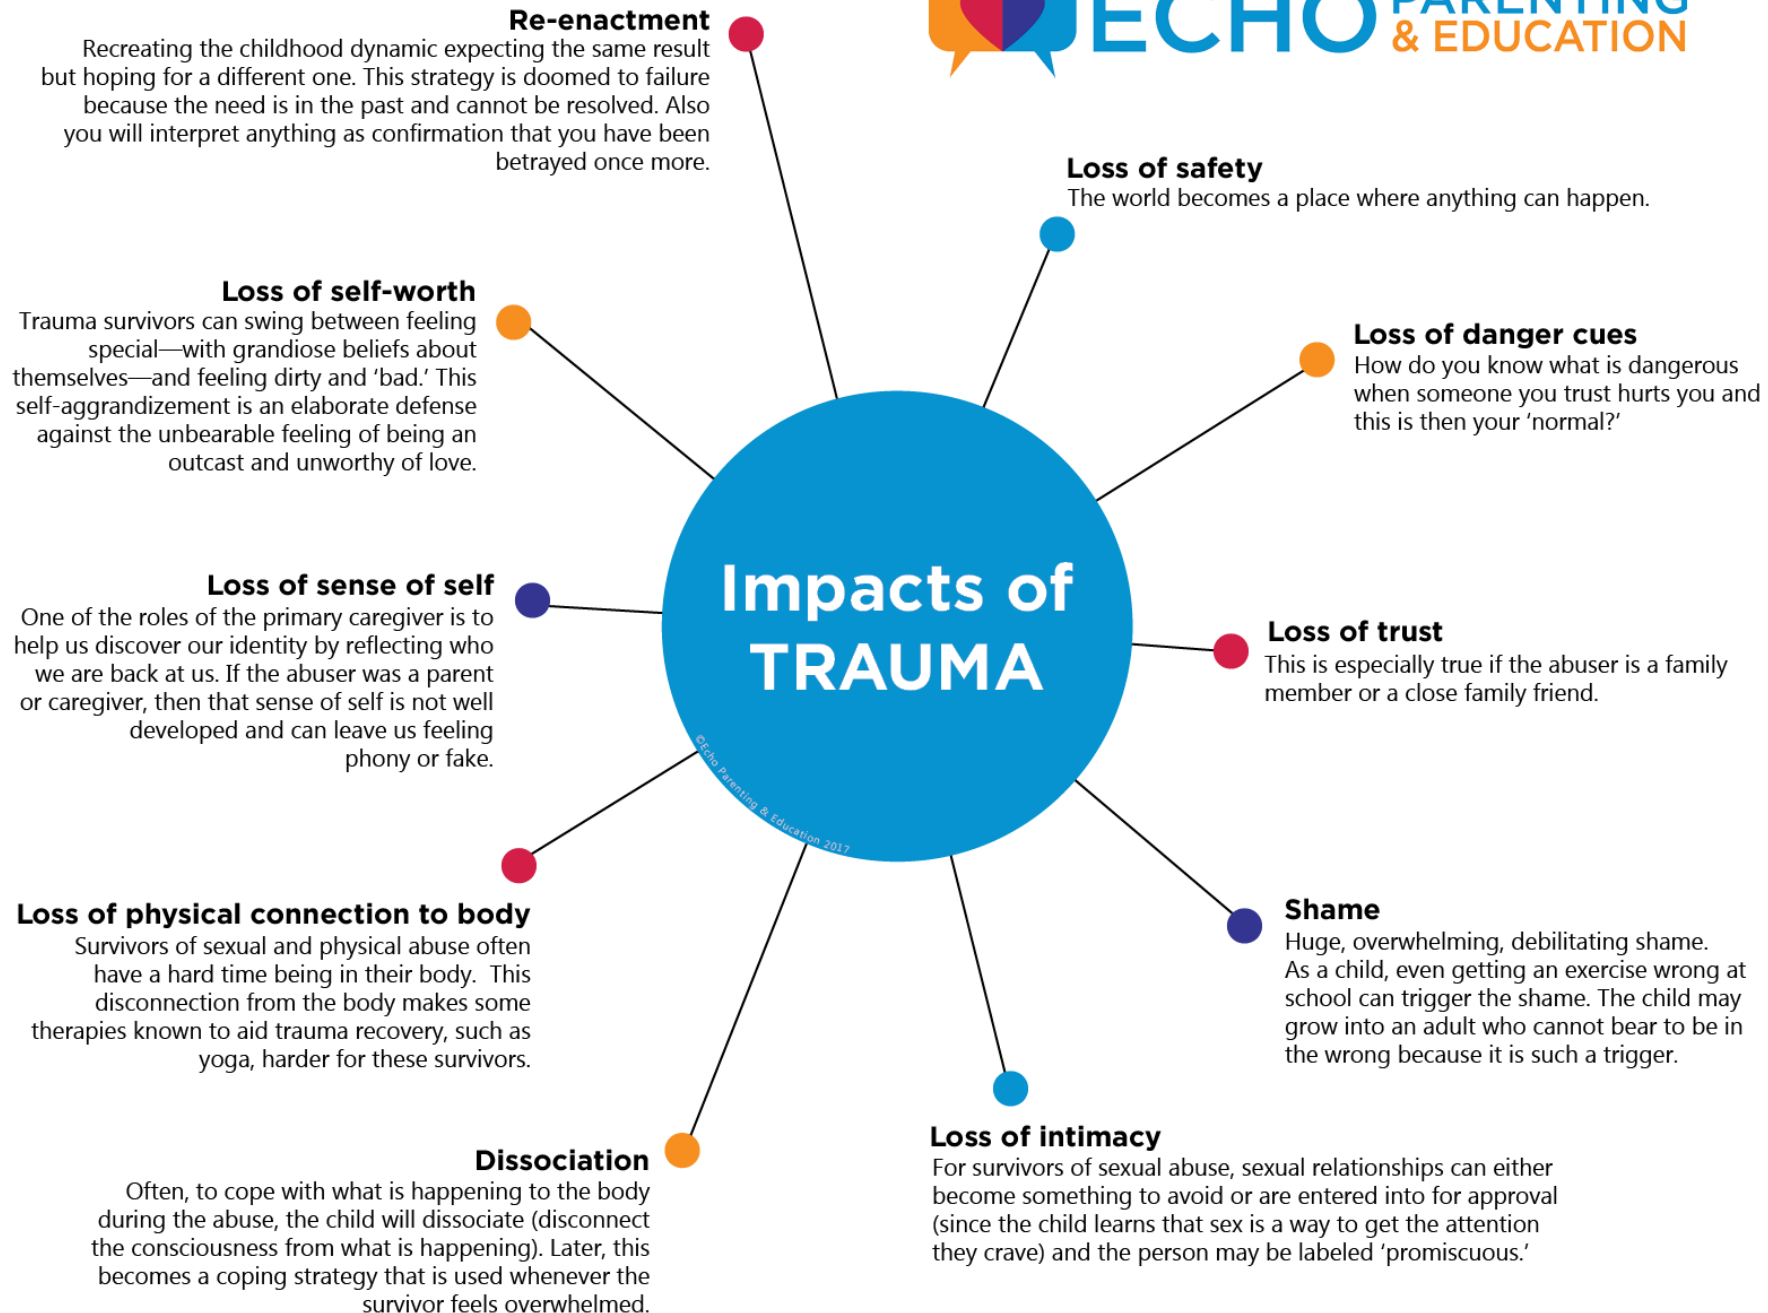 Re-enactment
Recreating the childhood dynamic expecting the same result
but hoping for a different one. This strategy is doomed to failure
because the need is in the past and cannot be resolved. Also
you will interpret anything as confirmation that you have been
betrayed once more.
ECHO
PARENTING
& EDUCATION
Loss of safety
The world becomes a place where anything can happen.
Loss of self-worth
Trauma survivors can swing between feeling
special—with grandiose beliefs about
themselves—and feeling dirty and ‘bad.’ This
self-aggrandizement is an elaborate defense
against the unbearable feeling of being an
outcast and unworthy of love.
Loss of danger cues
How do you know what is dangerous
when someone you trust hurts you and
this is then your ‘normal?’
Loss of sense of self
One of the roles of the primary caregiver is to
help us discover our identity by reflecting who
we are back at us. If the abuser was a parent
or caregiver, then that sense of self is not well
developed and can leave us feeling
phony or fake.
Impacts of
TRAUMA
©Echo Parenting & Education 2017
Loss of trust
This is especially true if the abuser is a family
member or a close family friend.
Loss of physical connection to body
Survivors of sexual and physical abuse often
have a hard time being in their body.  This
disconnection from the body makes some
therapies known to aid trauma recovery, such as
yoga, harder for these survivors.
Shame
Huge, overwhelming, debilitating shame.
As a child, even getting an exercise wrong at
school can trigger the shame. The child may
grow into an adult who cannot bear to be in
the wrong because it is such a trigger.
Dissociation
Often, to cope with what is happening to the body
during the abuse, the child will dissociate (disconnect
the consciousness from what is happening). Later, this
becomes a coping strategy that is used whenever the
survivor feels overwhelmed.
Loss of intimacy
For survivors of sexual abuse, sexual relationships can either
become something to avoid or are entered into for approval
(since the child learns that sex is a way to get the attention
they crave) and the person may be labeled ‘promiscuous.’